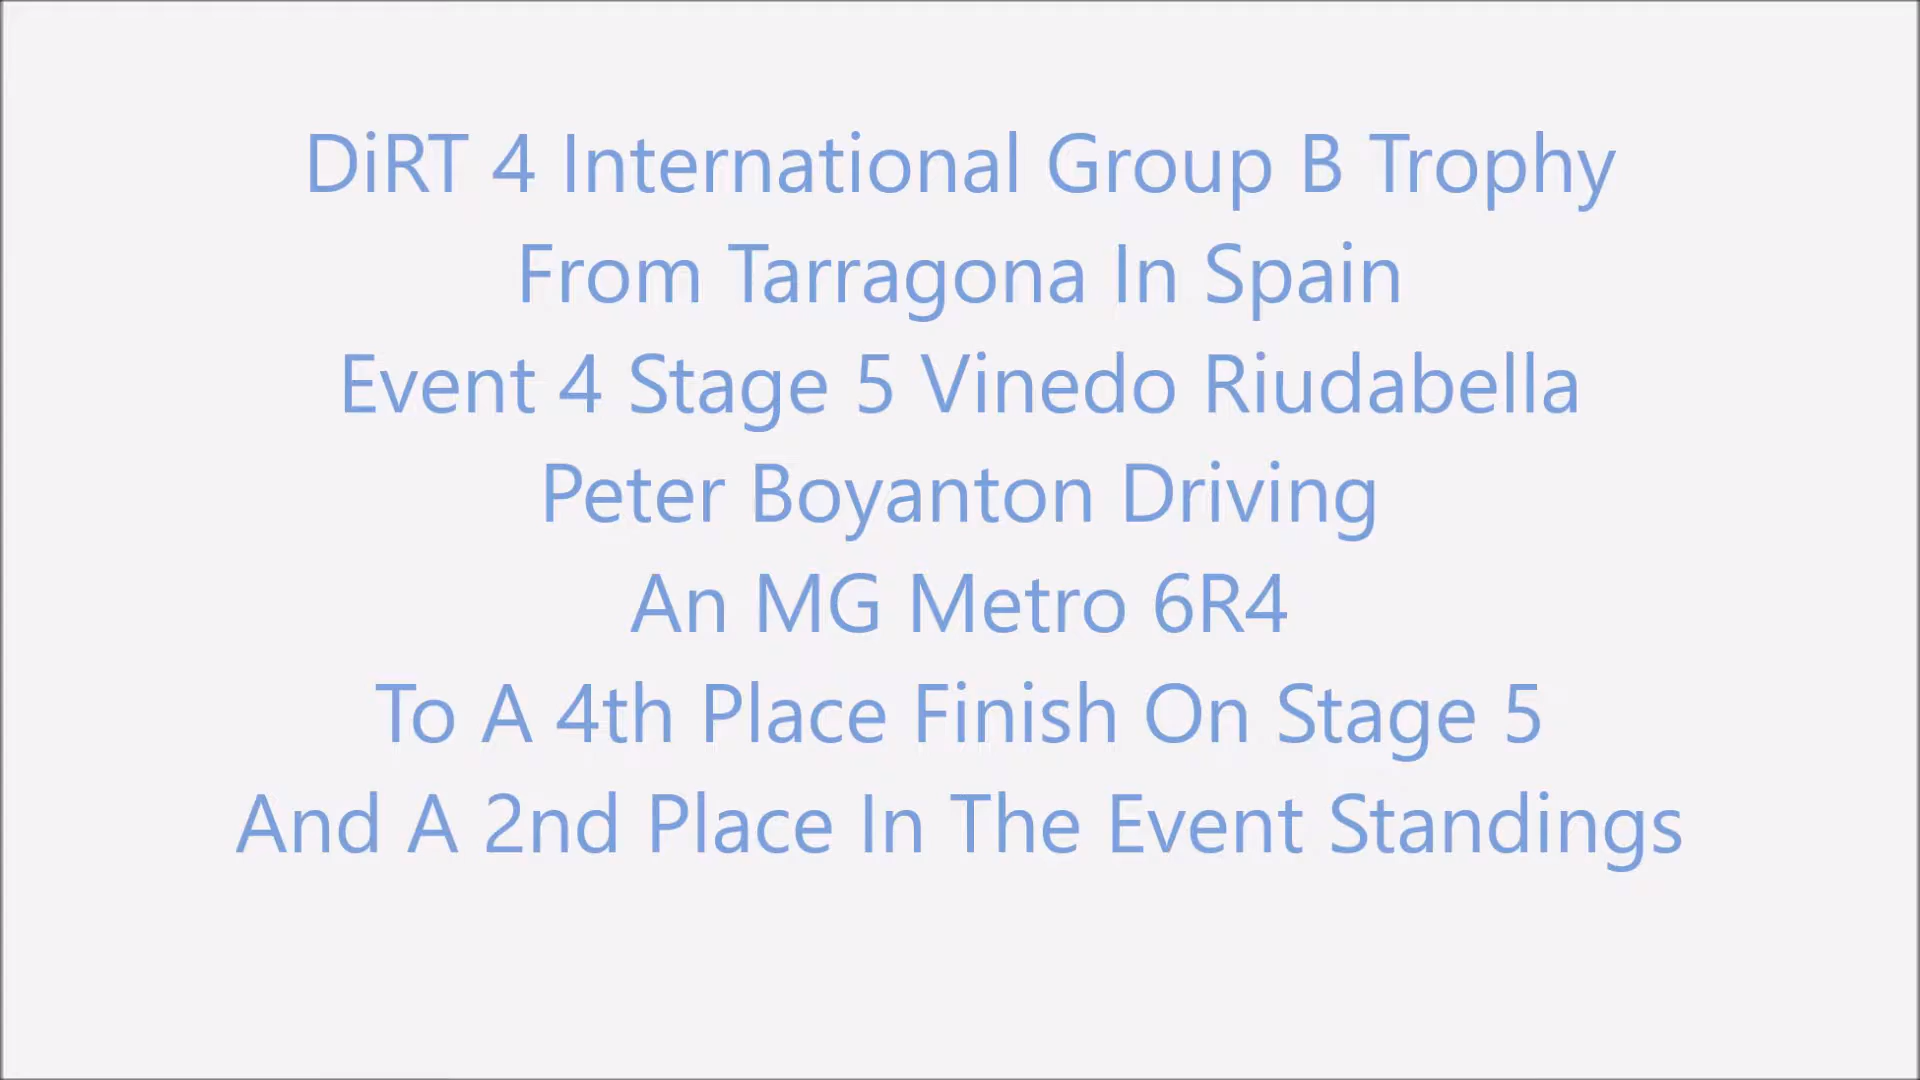 DiRT 4 International Group B Trophy
From Tarragona In Spain
Event 4 Stage 5 Vinedo Riudabella
Peter Boyanton Driving
An MG Metro 6R4
To A 4th Place Finish On Stage 5
And A 2nd Place In The Event Standings